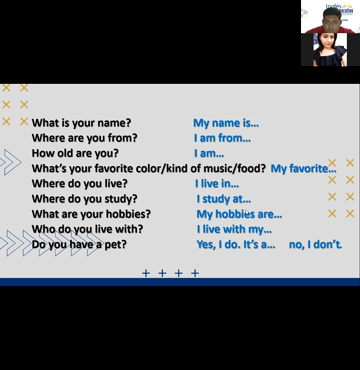 What is your name? My name is...
Where are you from? I am from...
How old are you? I am...
What's your favorite color/kind of music/food? My favorite...
Where do you live? I live in...
Where do you study? I study at...
What are your hobbies? My hobbies are...
Who do you live with? I live with my...
Do you have a pet? Yes, I do. It's a... no, I don't.